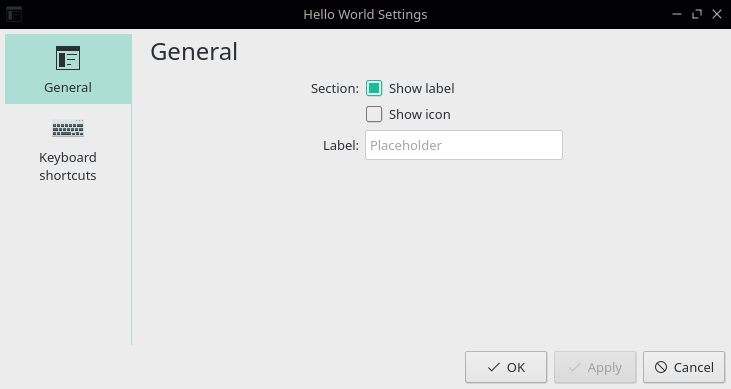 Hello World Settings
General
General
Keyboard
shortcuts
Section: Show label
Show icon
Label: Placeholder
OK Apply Cancel